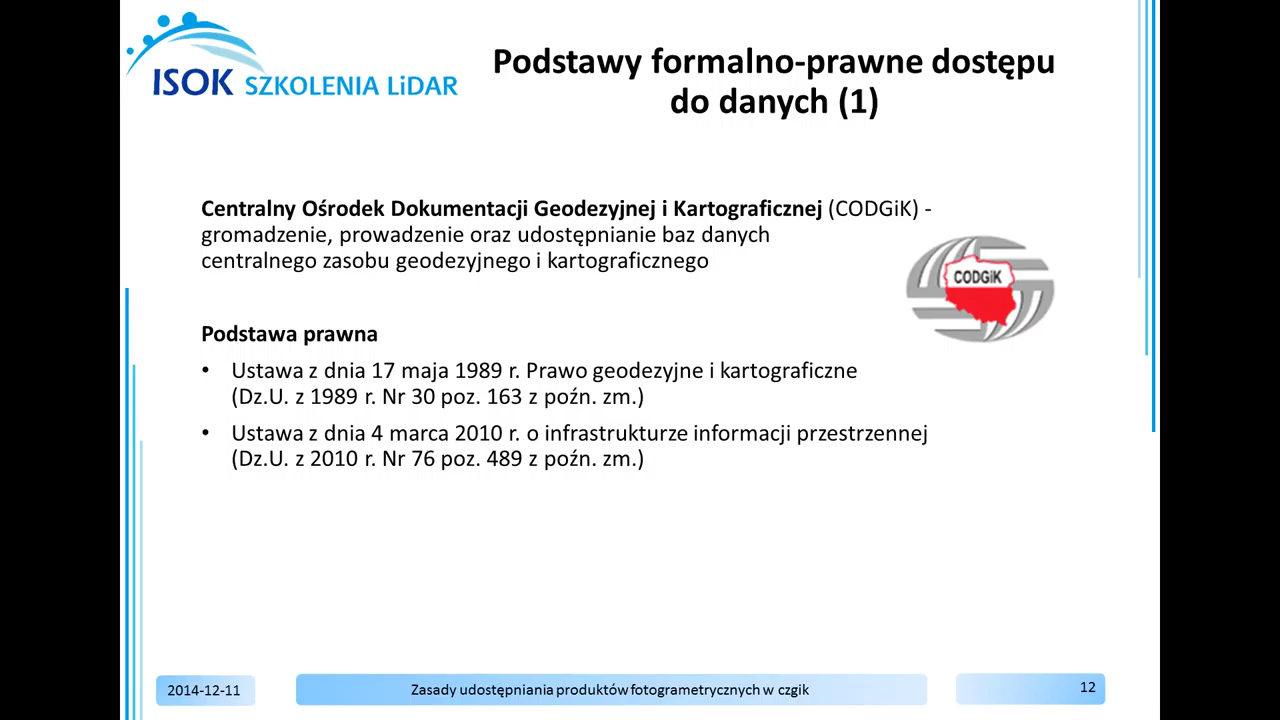 ISOK SZKOLENIA LiDAR
Podstawy formalno-prawne dostępu
do danych (1)
Centralny Ośrodek Dokumentacji Geodezyjnej i Kartograficznej (CODGiK) -
gromadzenie, prowadzenie oraz udostępnianie baz danych
centralnego zasobu geodezyjnego i kartograficznego
CODGiK
Podstawa prawna
• Ustawa z dnia 17 maja 1989 r. Prawo geodezyjne i kartograficzne
(Dz.U. z 1989 r. Nr 30 poz. 163 z poźn. zm.)
• Ustawa z dnia 4 marca 2010 r. o infrastrukturze informacji przestrzennej
(Dz.U. z 2010 r. Nr 76 poz. 489 z poźn. zm.)
2014-12-11
Zasady udostępniania produktów fotogrametrycznych w czgik
12